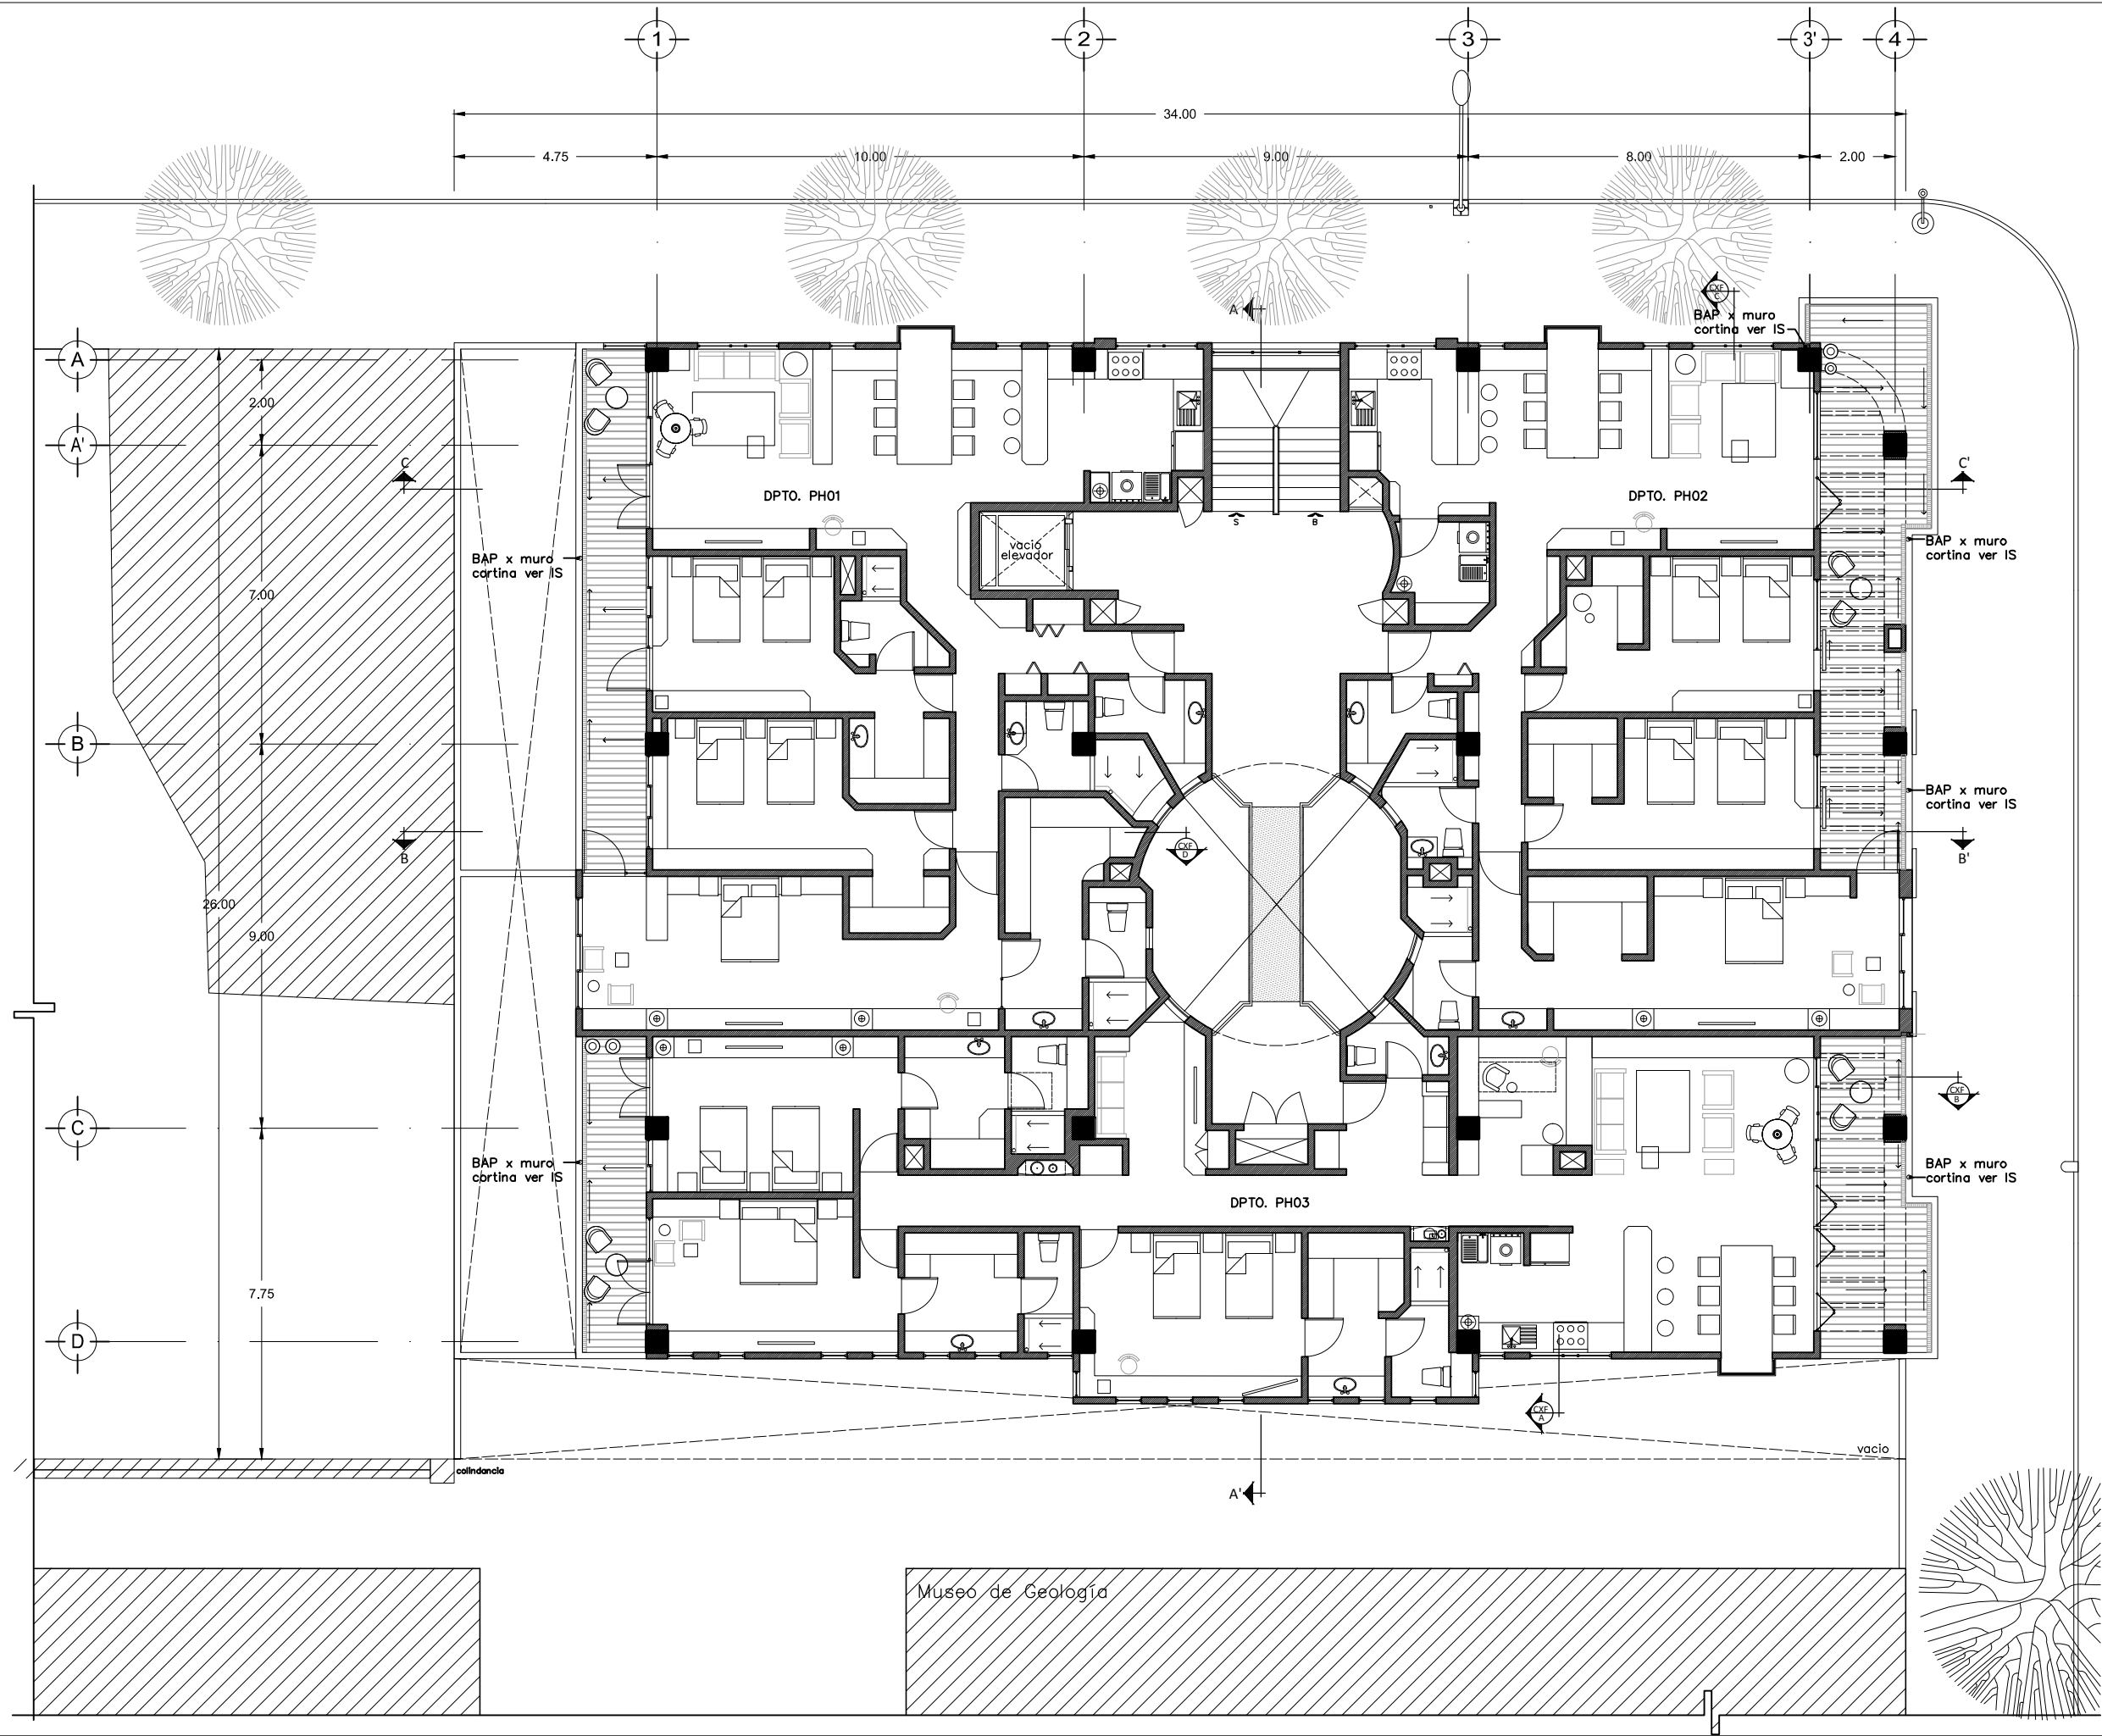 1
2
3
3'
4
34.00
4.75
10.00
9.00
8.00
2.00
CXF
C
A
BAP x muro
cortina ver IS
A
2.00
A'
C
C'
DPTO. PH01
DPTO. PH02
S
B
vacio
elevador
BAP x muro
cortina ver IS
BAP x muro
cortina ver IS
7.00
B
BAP x muro
cortina ver IS
B
CXF
D
B'
26.00
9.00
CXF
B
C
BAP x muro
cortina ver IS
BAP x muro
cortina ver IS
DPTO. PH03
7.75
D
CXF
A
vacio
colindancia
A'
Museo de Geología